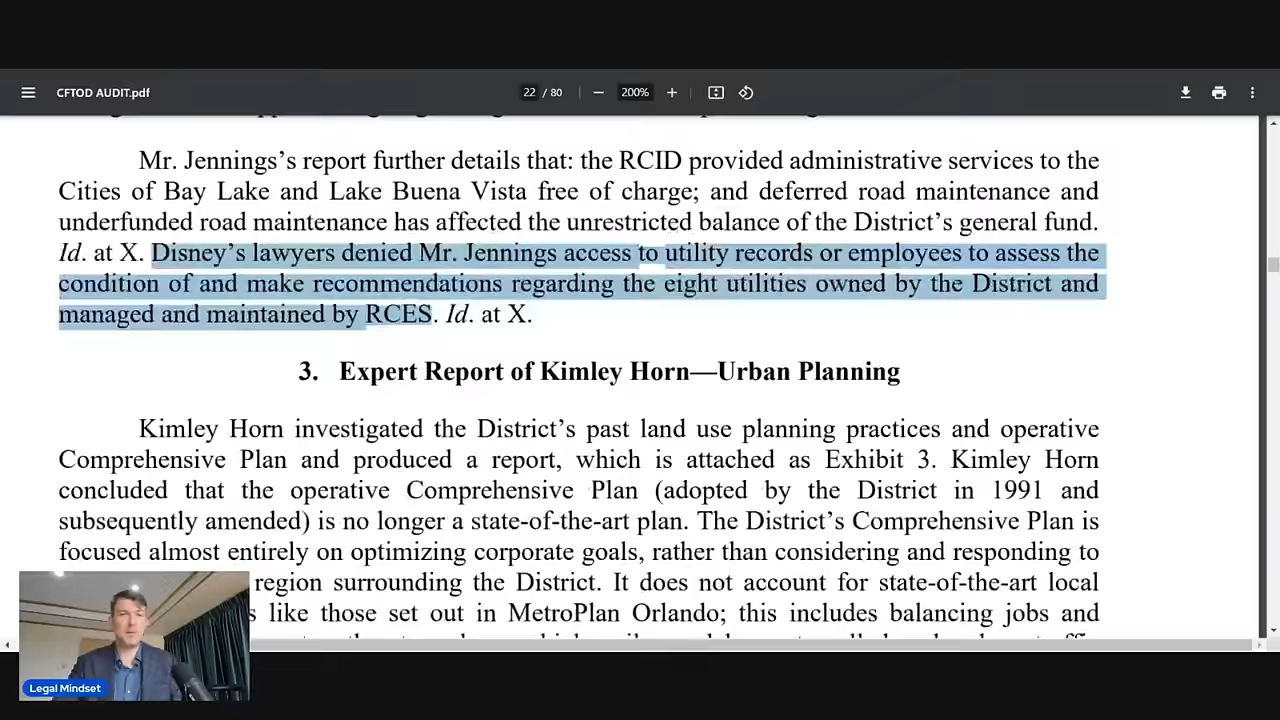 CFTOD AUDIT.pdf
22 / 80
200%
Mr. Jennings's report further details that: the RCID provided administrative services to the
Cities of Bay Lake and Lake Buena Vista free of charge; and deferred road maintenance and
underfunded road maintenance has affected the unrestricted balance of the District's general fund.
Id. at X. Disney's lawyers denied Mr. Jennings access to utility records or employees to assess the
condition of and make recommendations regarding the eight utilities owned by the District and
managed and maintained by RCES. Id. at X.
3. Expert Report of Kimley Horn—Urban Planning
Kimley Horn investigated the District's past land use planning practices and operative
Comprehensive Plan and produced a report, which is attached as Exhibit 3. Kimley Horn
concluded that the operative Comprehensive Plan (adopted by the District in 1991 and
subsequently amended) is no longer a state-of-the-art plan. The District's Comprehensive Plan is
focused almost entirely on optimizing corporate goals, rather than considering and responding to
region surrounding the District. It does not account for state-of-the-art local
like those set out in MetroPlan Orlando; this includes balancing jobs and
Legal Mindset